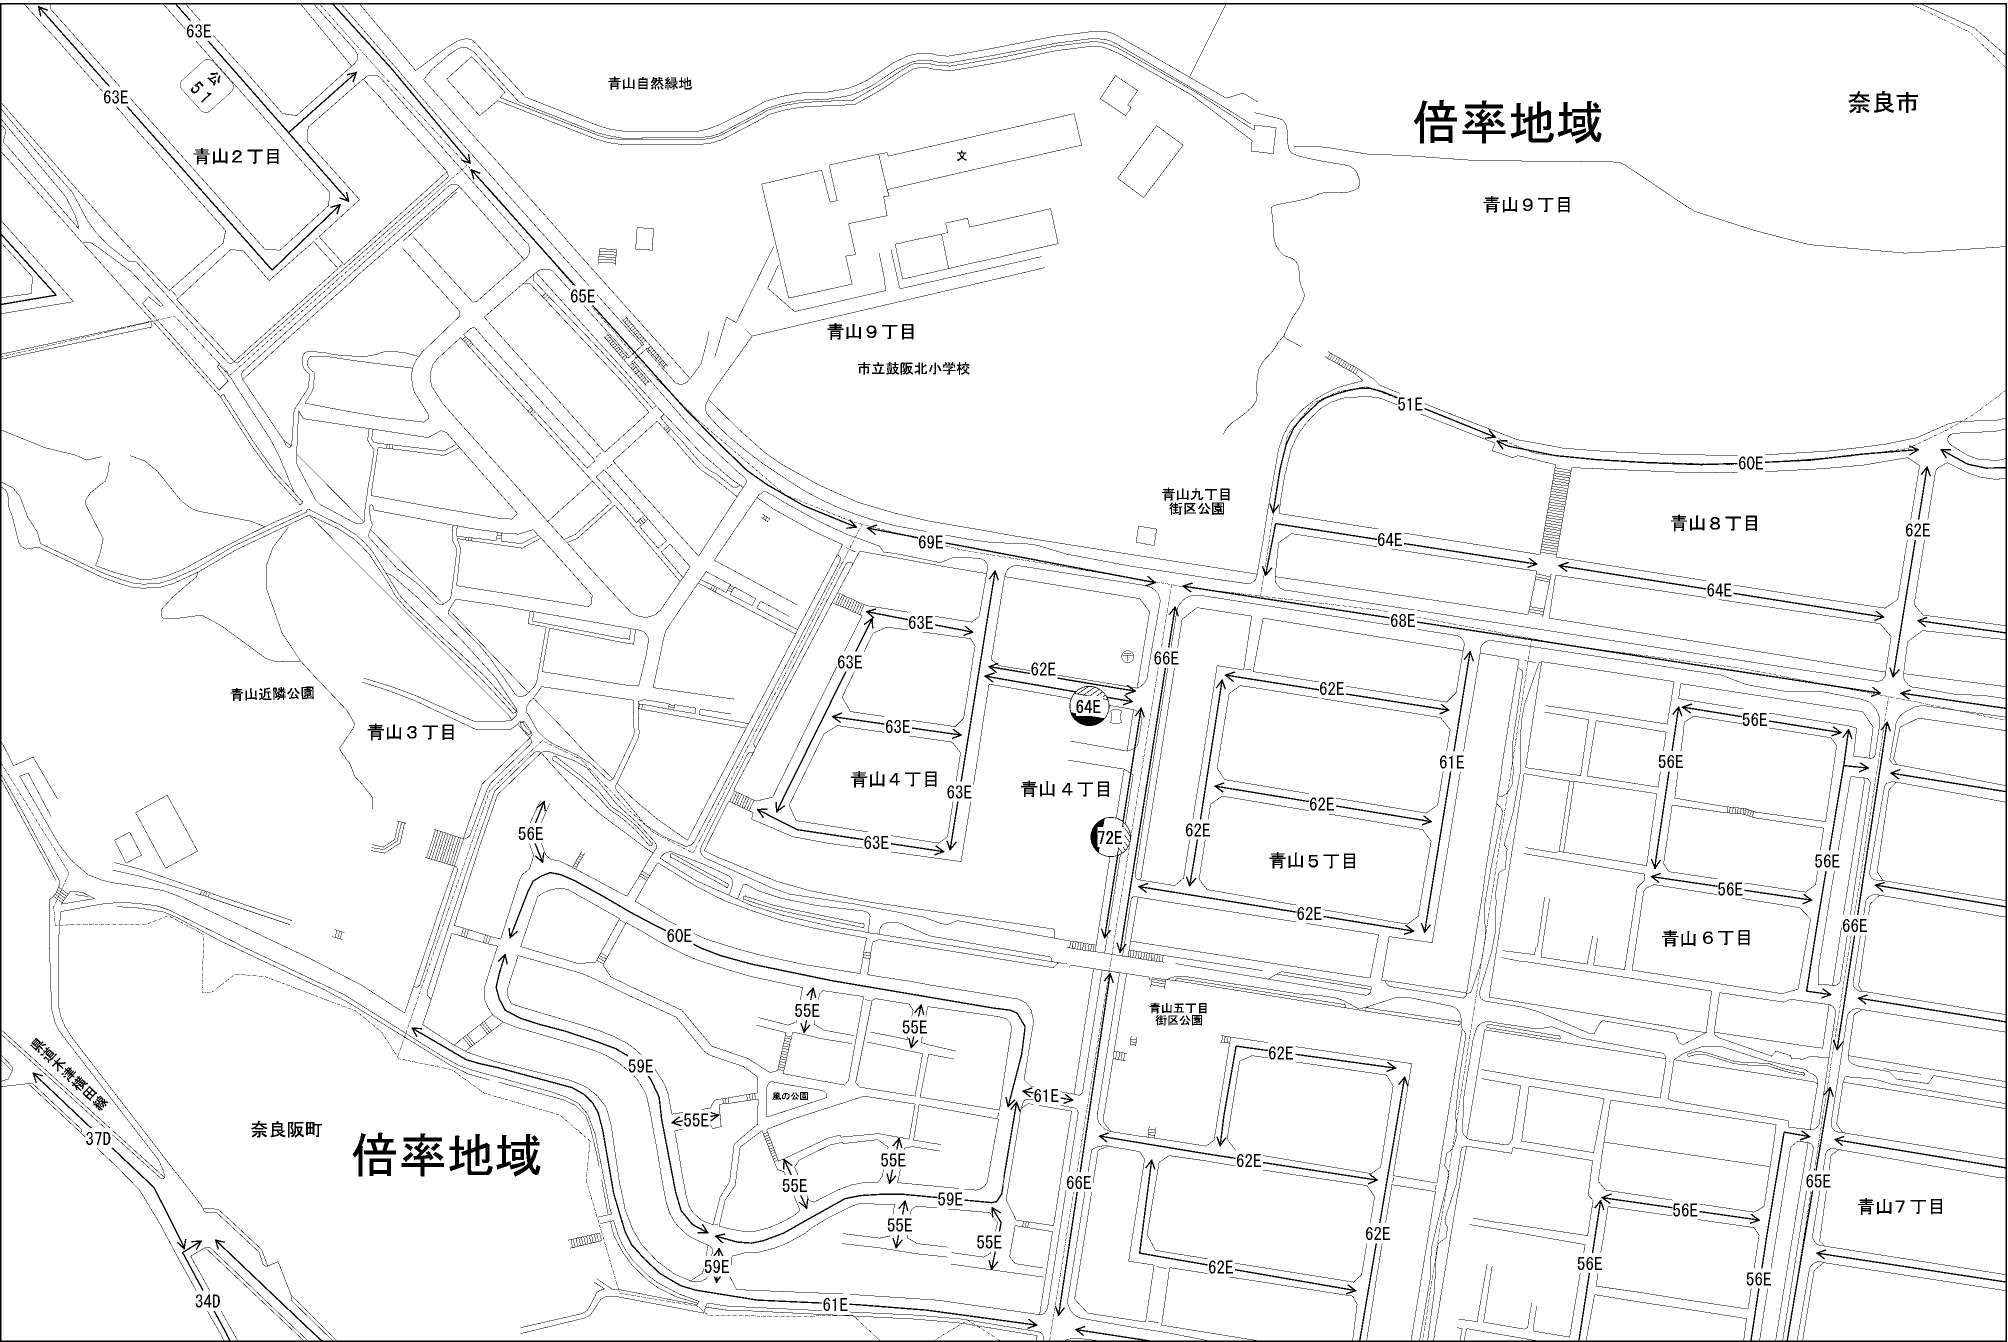 63E
公
51
63E
青山2丁目
青山自然緑地
文
倍率地域
奈良市
青山9丁目
65E
青山9丁目
市立鼓阪北小学校
51E
60E
青山九丁目
街区公園
青山8丁目
62E
64E
69E
64E
68E
63E
63E
62E
66E
62E
青山近隣公園
青山3丁目
64E
63E
56E
56E
61E
青山4丁目
63E
青山4丁目
62E
62E
56E
72E
63E
青山5丁目
56E
56E
62E
60E
青山6丁目
66E
55E
55E
青山五丁目
街区公園
県道木津横田線
62E
59E
風の公園
61E
55E
37D
奈良阪町
倍率地域
55E
62E
55E
66E
65E
59E
青山7丁目
55E
56E
62E
55E
59E
62E
56E
56E
34D
61E